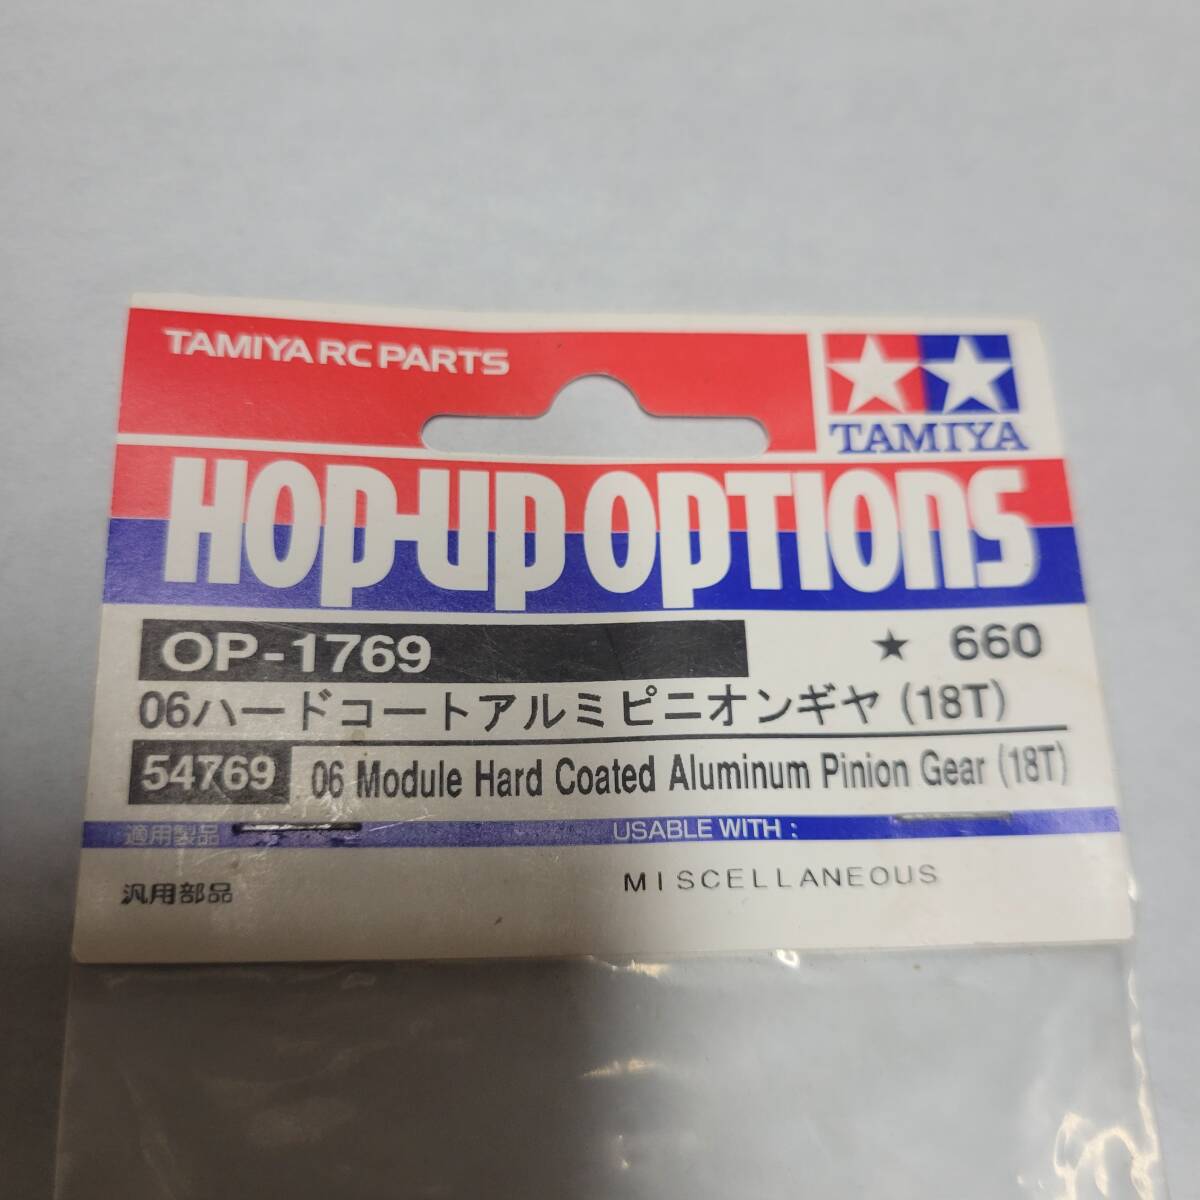 TAMIYA RC PARTS
TAMIYA
HOP-UP OPTIONS
OP-1769
★ 660
06ハードコートアルミピニオンギヤ (18T)
54769 06 Module Hard Coated Aluminum Pinion Gear (18T)
適用製品 USABLE WITH :
汎用部品 MISCELLANEOUS